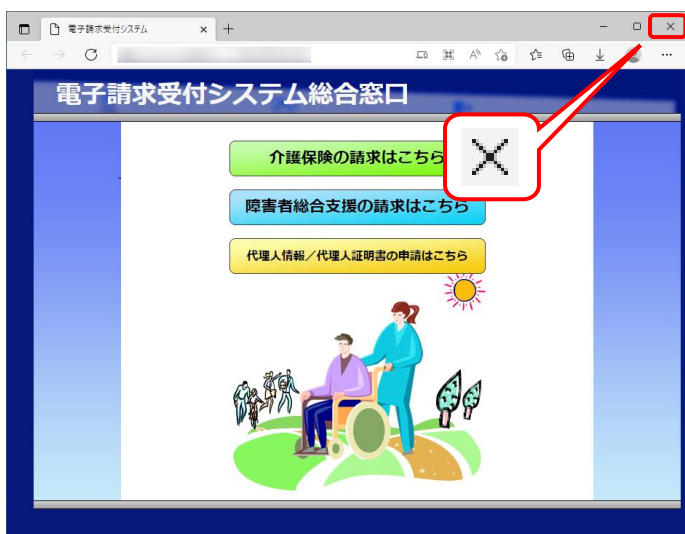 電子請求受付システム
電子請求受付システム総合窓口
介護保険の請求はこちら
障害者総合支援の請求はこちら
代理人情報／代理人証明書の申請はこちら